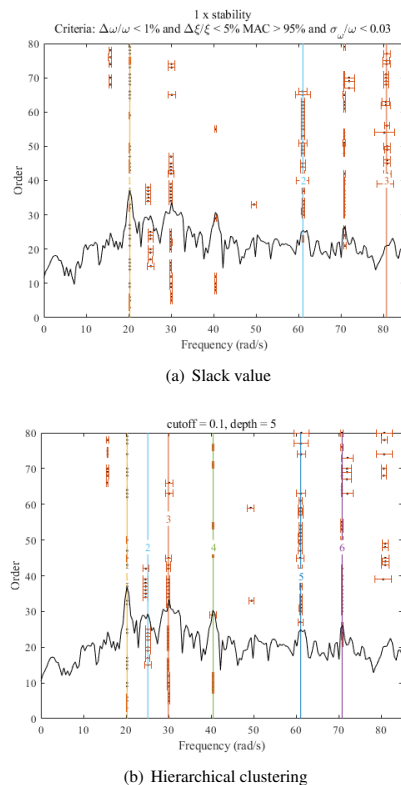 1 x stability
Criteria: Δω/ω < 1% and Δξ/ξ < 5% MAC > 95% and σ_ω/ω < 0.03
80
70
60
50
40
30
20
10
0
Order
2
3
0 10 20 30 40 50 60 70 80
Frequency (rad/s)
(a) Slack value
cutoff = 0.1, depth = 5
80
70
60
50
40
30
20
10
0
Order
2
3
4
5
6
0 10 20 30 40 50 60 70 80
Frequency (rad/s)
(b) Hierarchical clustering